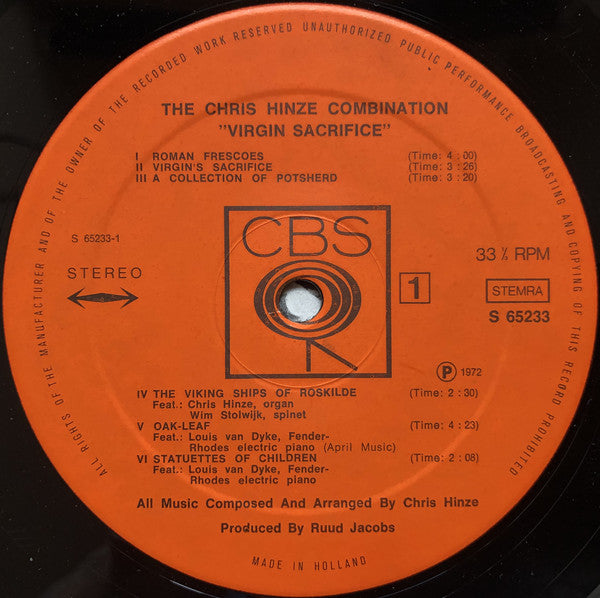 ALL RIGHTS OF THE MANUFACTURER AND OF THE OWNER OF THE RECORDED WORK RESERVED UNAUTHORIZED PUBLIC PERFORMANCE BROADCASTING AND COPYING OF THIS RECORD PROHIBITED
THE CHRIS HINZE COMBINATION
"VIRGIN SACRIFICE"
I ROMAN FRESCOES (Time: 4 : 00)
II VIRGIN'S SACRIFICE (Time: 3 : 26)
III A COLLECTION OF POTSHERD (Time: 3 : 20)
CBS
S 65233-1
STEREO
33 ⅓ RPM
1
STEMRA
S 65233
Ⓟ 1972
IV THE VIKING SHIPS OF ROSKILDE (Time: 2 : 30)
Feat.: Chris Hinze, organ
Wim Stolwijk, spinet
V OAK-LEAF (Time: 4 : 23)
Feat.: Louis van Dyke, Fender-
Rhodes electric piano (April Music)
VI STATUETTES OF CHILDREN (Time: 2 : 08)
Feat.: Louis van Dyke, Fender-
Rhodes electric piano
All Music Composed And Arranged By Chris Hinze
Produced By Ruud Jacobs
MADE IN HOLLAND